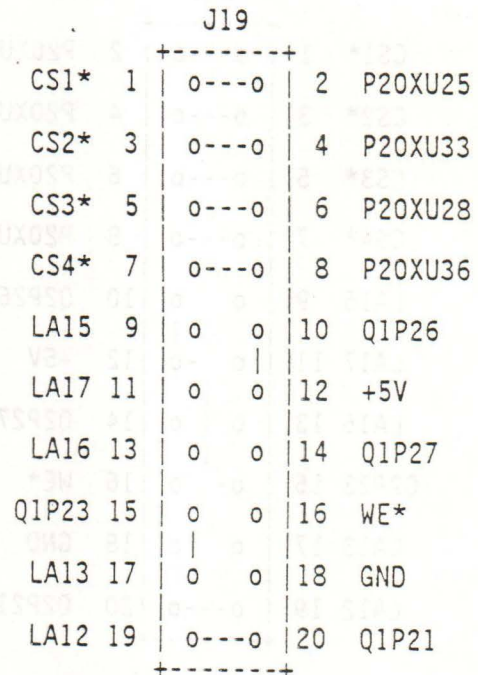 J19
+-------+
CS1* 1 | o---o | 2 P20XU25
CS2* 3 | o---o | 4 P20XU33
CS3* 5 | o---o | 6 P20XU28
CS4* 7 | o---o | 8 P20XU36
LA15 9 | o o | 10 Q1P26
LA17 11 | o o | 12 +5V
LA16 13 | o o | 14 Q1P27
Q1P23 15 | o o | 16 WE*
LA13 17 | o o | 18 GND
LA12 19 | o---o | 20 Q1P21
+-------+